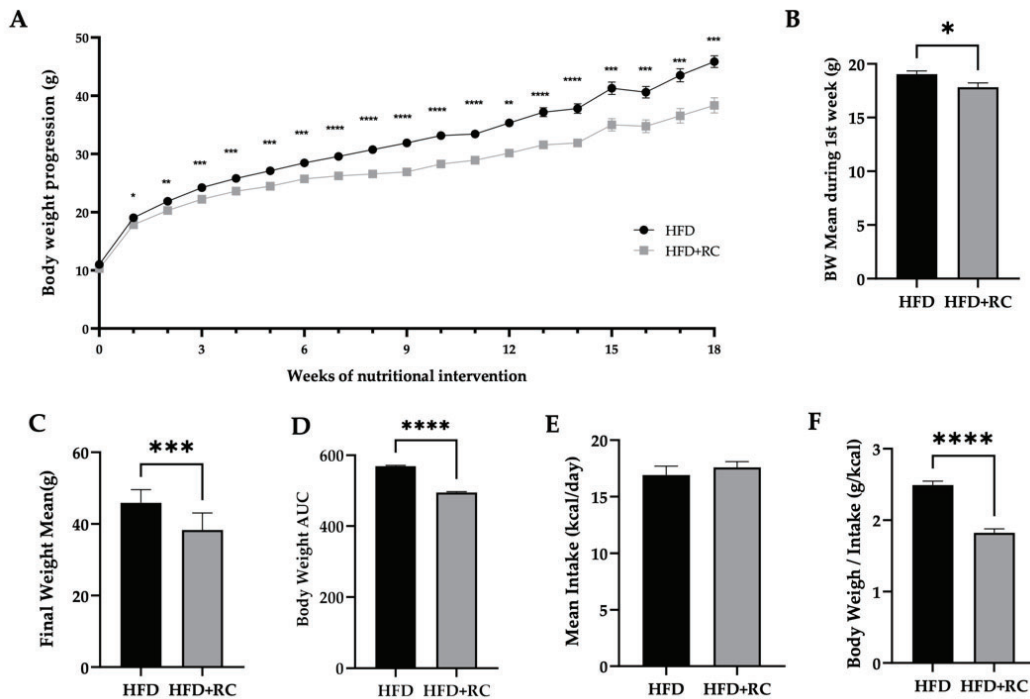 A
Body weight progression (g)
50
40
30
20
10
0
*
**
***
***
***
***
****
****
****
****
****
**
****
****
***
***
***
***
HFD
HFD+RC
0
3
6
9
12
15
18
Weeks of nutritional intervention
B
BW Mean during 1st week (g)
20
15
10
5
0
*
HFD
HFD+RC
C
Final Weight Mean(g)
60
40
20
0
***
HFD
HFD+RC
D
Body Weight AUC
600
400
200
0
****
HFD
HFD+RC
E
Mean Intake (kcal/day)
20
15
10
5
0
HFD
HFD+RC
F
Body Weigh / Intake (g/kcal)
3
2
1
0
****
HFD
HFD+RC